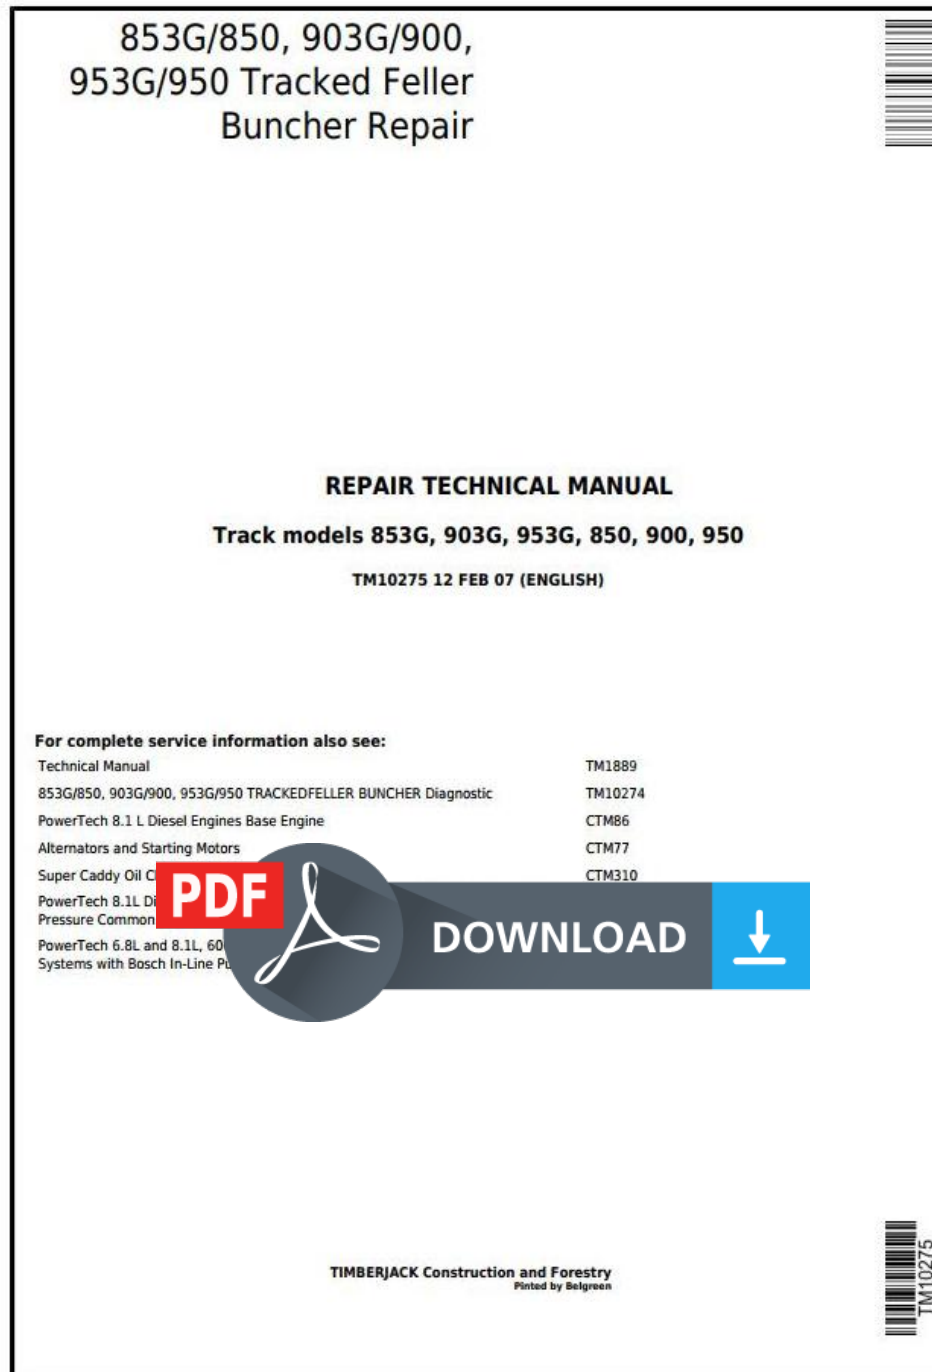 853G/850, 903G/900,
953G/950 Tracked Feller
Buncher Repair
REPAIR TECHNICAL MANUAL
Track models 853G, 903G, 953G, 850, 900, 950
TM10275 12 FEB 07 (ENGLISH)
For complete service information also see:
Technical Manual TM1889
853G/850, 903G/900, 953G/950 TRACKEDFELLER BUNCHER Diagnostic TM10274
PowerTech 8.1 L Diesel Engines Base Engine CTM86
Alternators and Starting Motors CTM77
Super Caddy Oil CTM310
PowerTech 8.1L
Pressure Common
PowerTech 6.8L and 8.1L,
Systems with Bosch In-Line
PDF
DOWNLOAD
TIMBERJACK Construction and Forestry
Pinted by Belgreen
TM10275